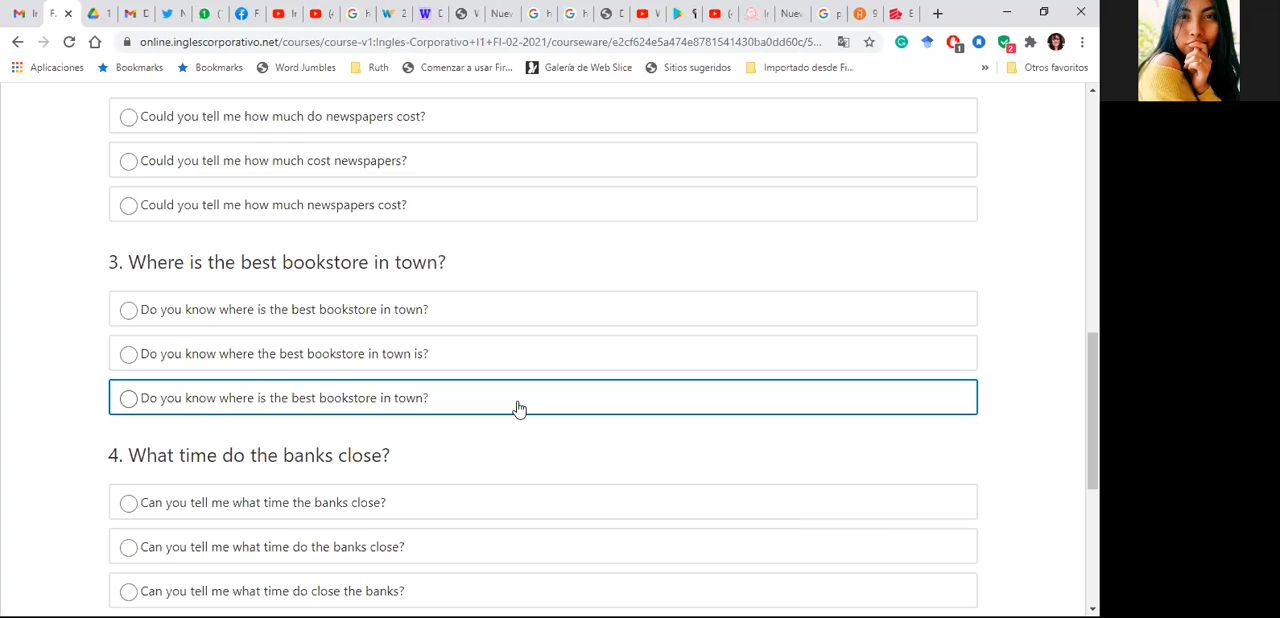 online.inglescorporativo.net/courses/course-v1:Ingles-Corporativo+I1+FI-02-2021/courseware/e2cf624e5a474e8781541430ba0dd60c/5...
Aplicaciones Bookmarks Bookmarks Word Jumbles Ruth Comenzar a usar Fir... Galería de Web Slice Sitios sugeridos Importado desde Fi... » Otros favoritos
Could you tell me how much do newspapers cost?
Could you tell me how much cost newspapers?
Could you tell me how much newspapers cost?
3. Where is the best bookstore in town?
Do you know where is the best bookstore in town?
Do you know where the best bookstore in town is?
Do you know where is the best bookstore in town?
4. What time do the banks close?
Can you tell me what time the banks close?
Can you tell me what time do the banks close?
Can you tell me what time do close the banks?